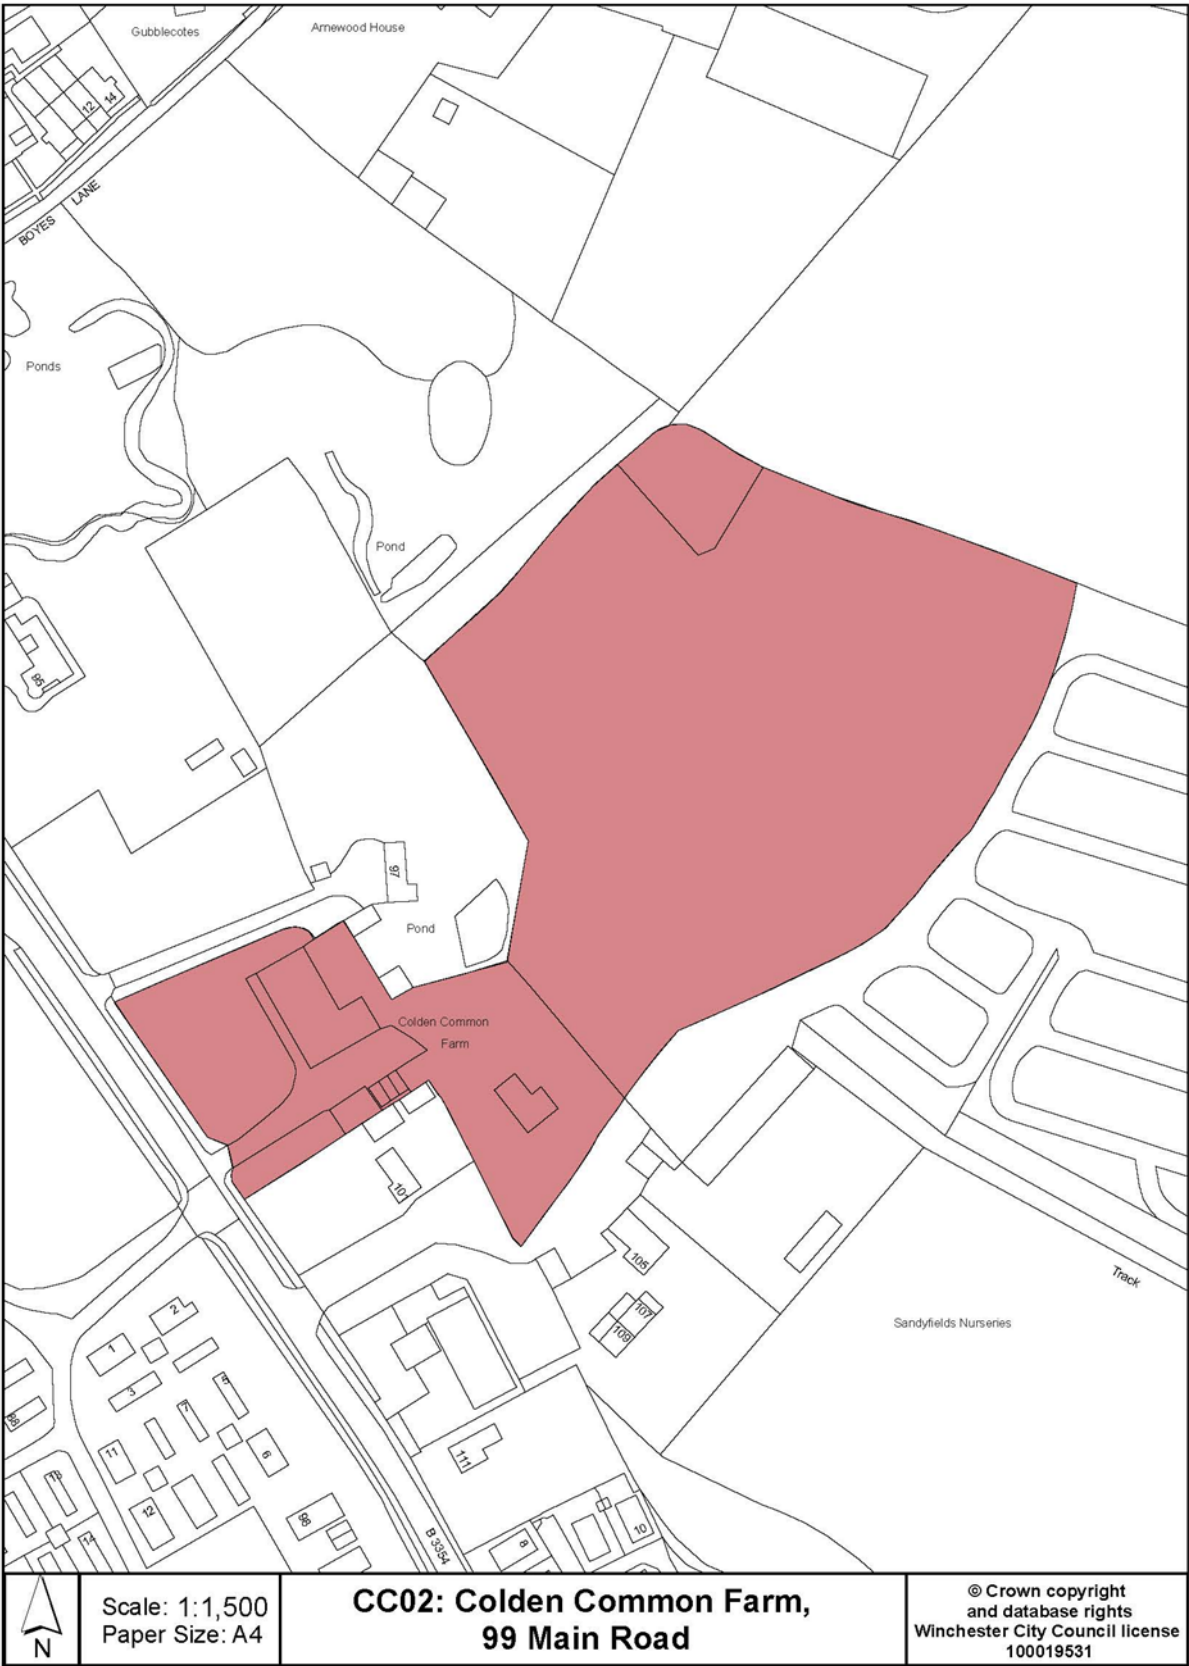 Gubblecotes
Arnewood House
12
14
BOYES LANE
Ponds
Pond
95
97
Pond
Colden Common
Farm
101
105
107
109
Track
Sandyfields Nurseries
2
1
3
5
7
11
6
111
13
12
98
14
8
10
B 3354
N
Scale: 1:1,500
Paper Size: A4
CC02: Colden Common Farm,
99 Main Road
© Crown copyright
and database rights
Winchester City Council license
100019531